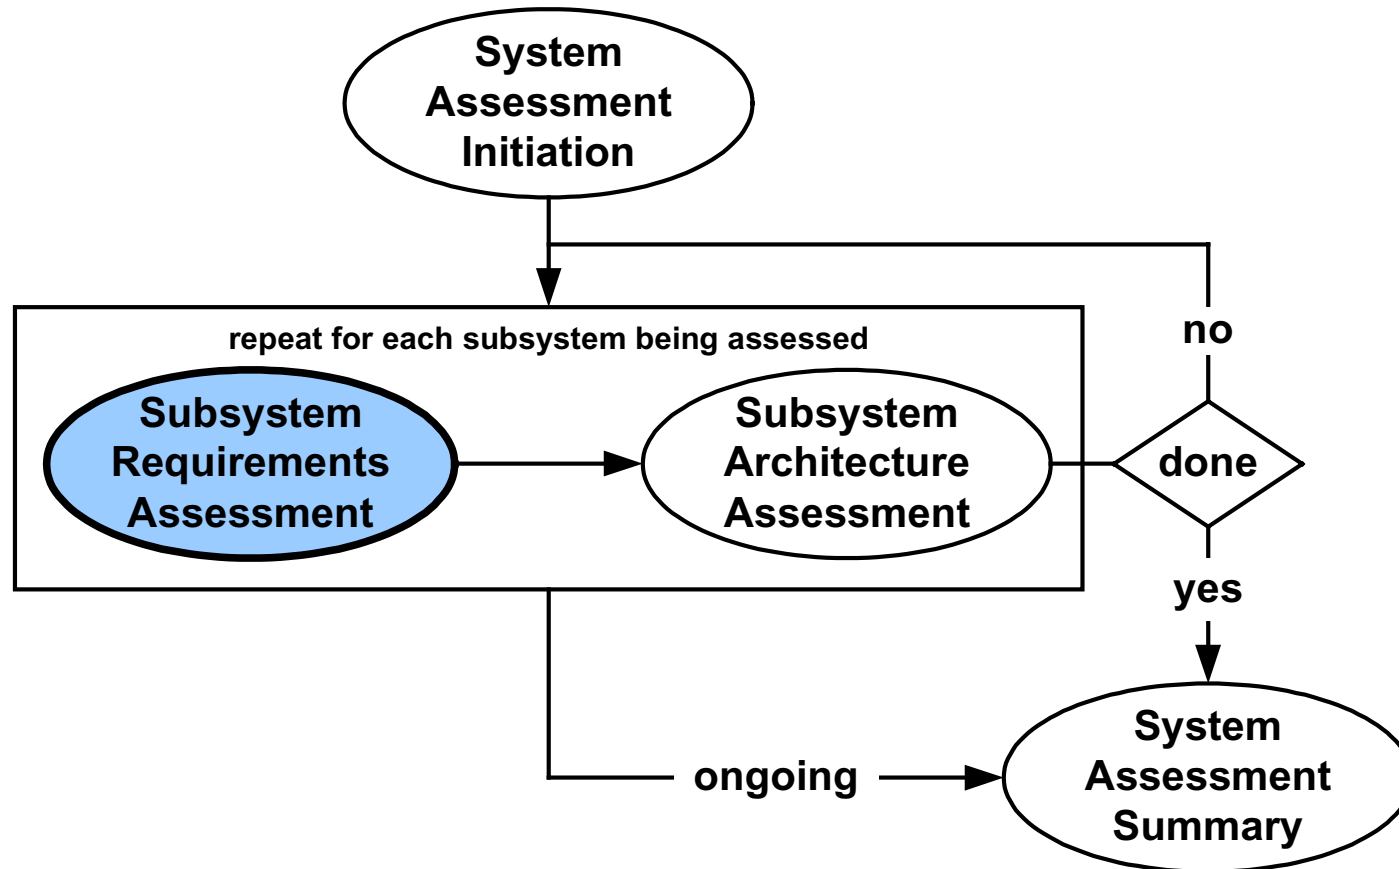 System
Assessment
Initiation
repeat for each subsystem being assessed
no
Subsystem
Requirements
Assessment
Subsystem
Architecture
Assessment
done
yes
ongoing
System
Assessment
Summary